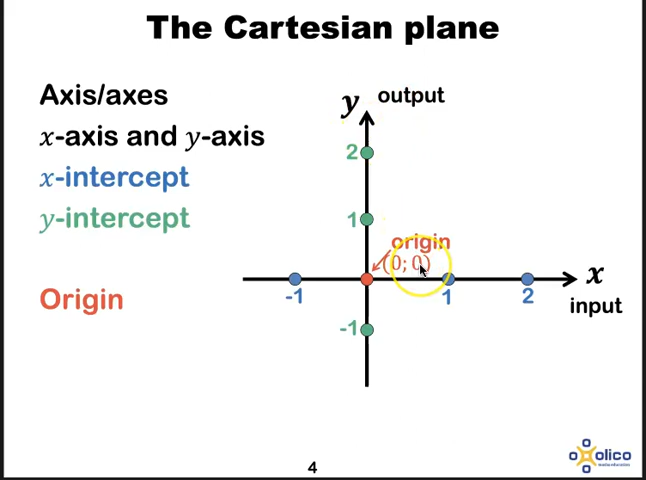 The Cartesian plane
Axis/axes
x-axis and y-axis
x-intercept
y-intercept
Origin
y output
2
1
origin
(0; 0)
-1
1
2
x
input
-1
olico
4